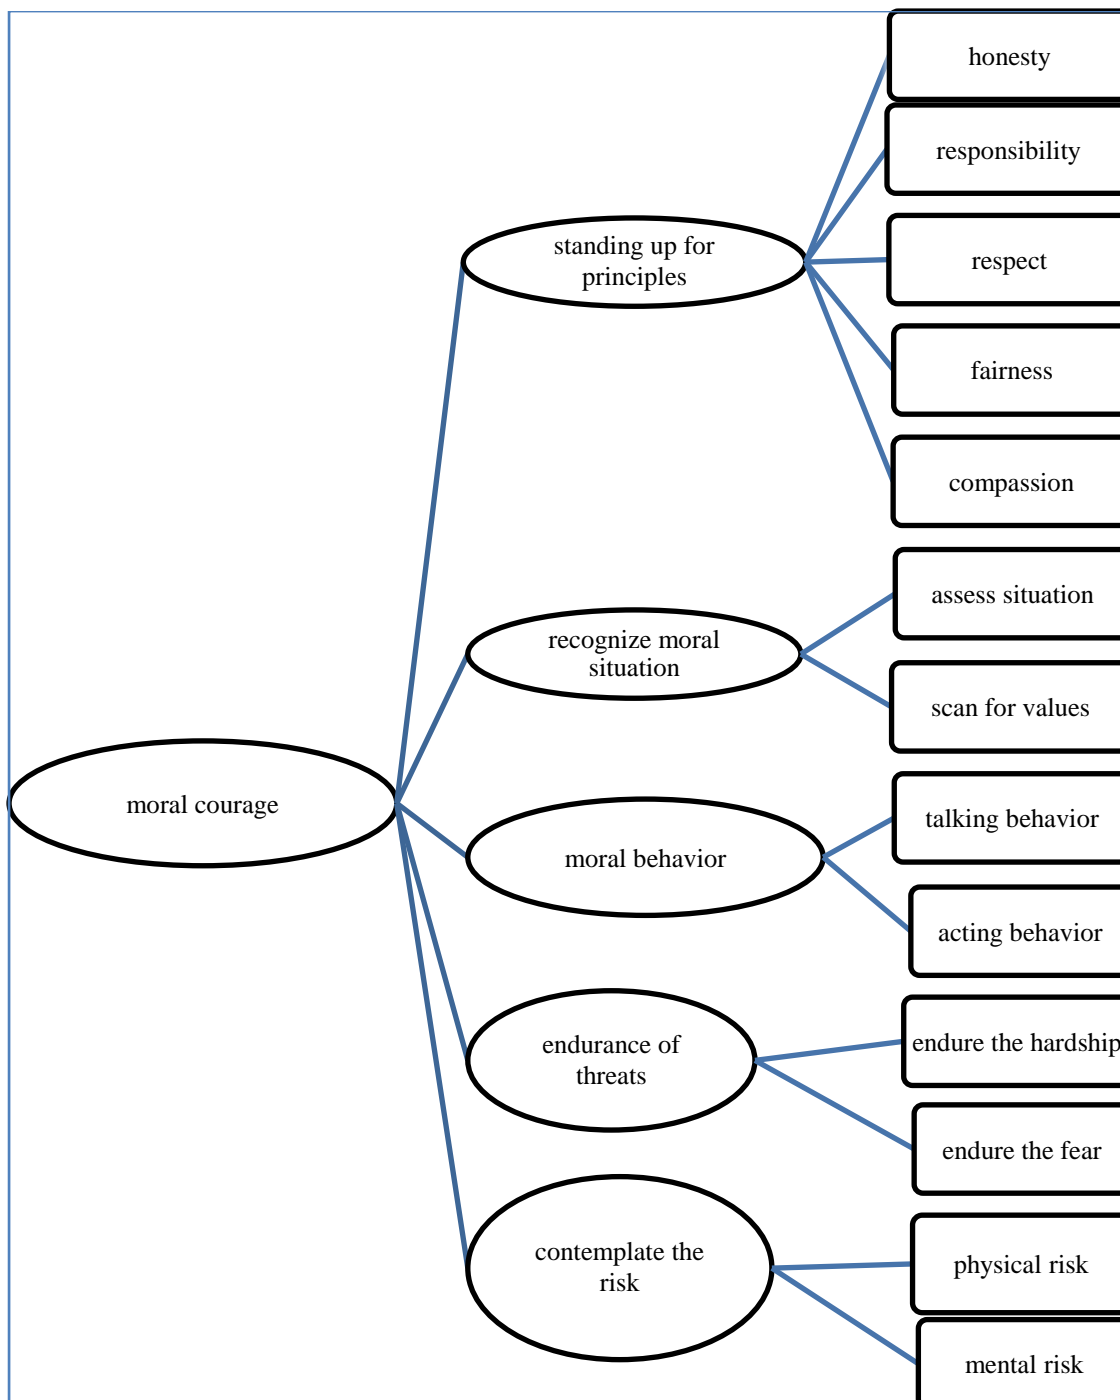 moral courage
standing up for
principles
honesty
responsibility
respect
fairness
compassion
recognize moral
situation
assess situation
scan for values
moral behavior
talking behavior
acting behavior
endurance of
threats
endure the hardship
endure the fear
contemplate the
risk
physical risk
mental risk